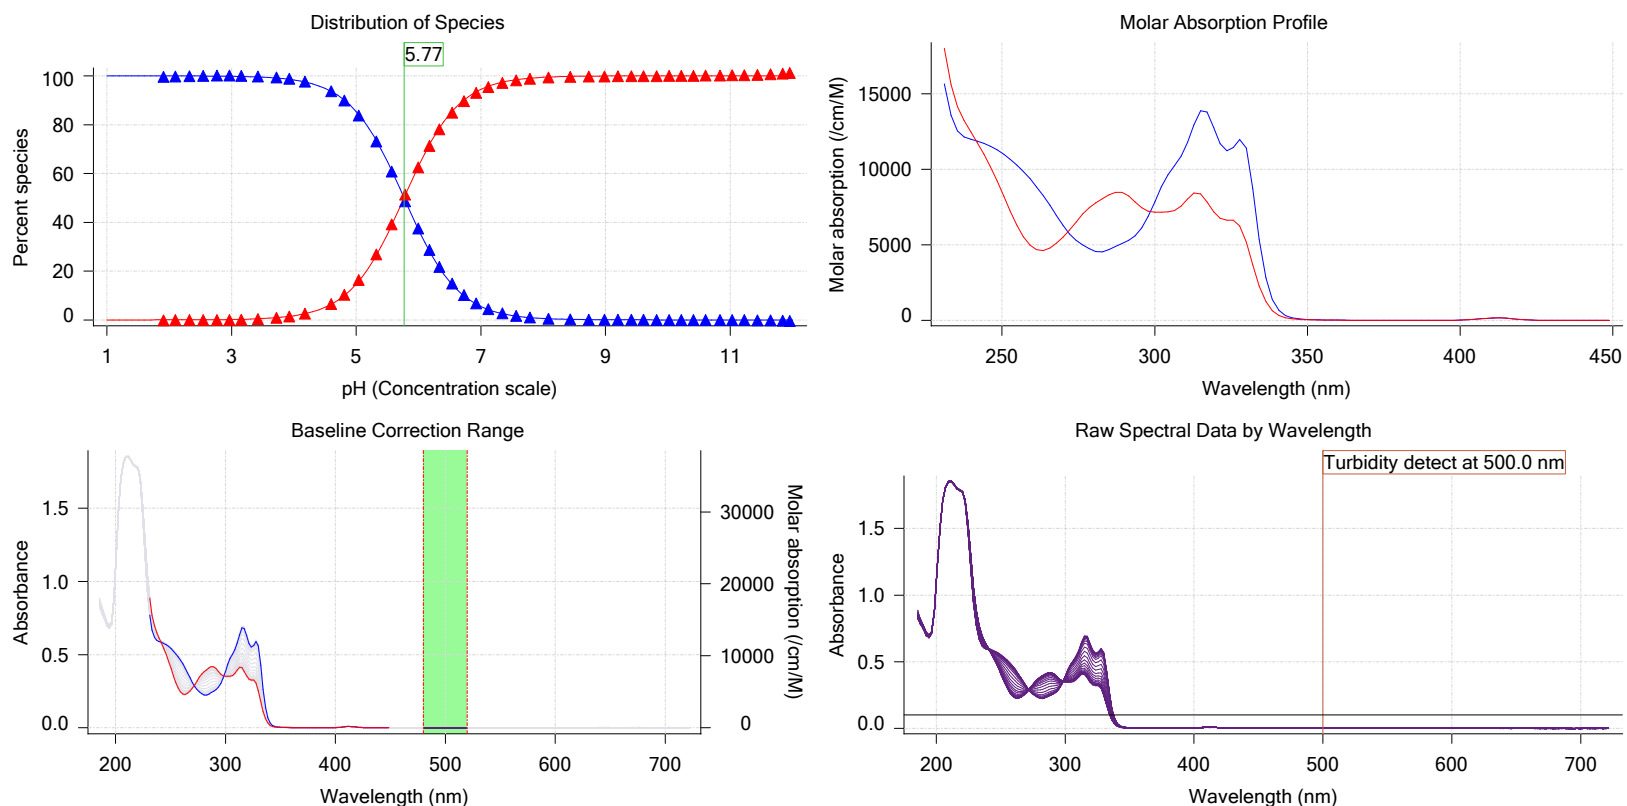 Distribution of Species
5.77
Percent species
100
80
60
40
20
0
1 3 5 7 9 11
pH (Concentration scale)
Molar Absorption Profile
Molar absorption (/cm/M)
15000
10000
5000
0
250 300 350 400 450
Wavelength (nm)
Baseline Correction Range
Absorbance
1.5
1.0
0.5
0.0
30000
20000
10000
0
Molar absorption (/cm/M)
200 300 400 500 600 700
Wavelength (nm)
Raw Spectral Data by Wavelength
Turbidity detect at 500.0 nm
Absorbance
1.5
1.0
0.5
0.0
200 300 400 500 600 700
Wavelength (nm)